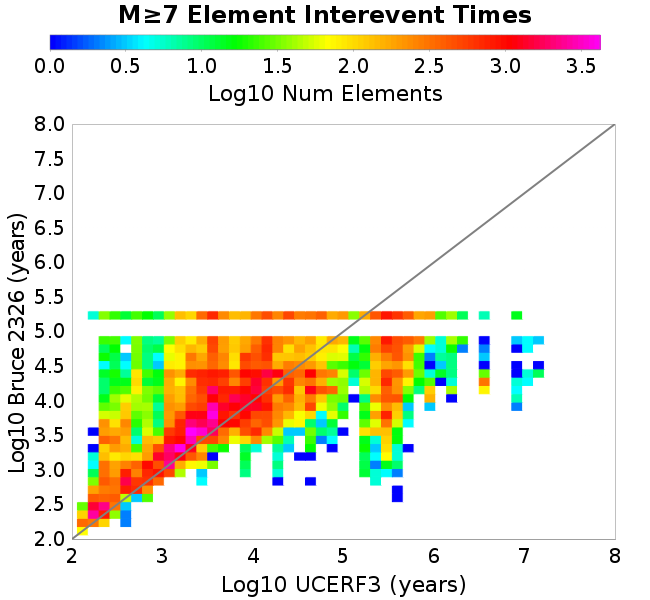 M≥7 Element Interevent Times
0.0 0.5 1.0 1.5 2.0 2.5 3.0 3.5
Log10 Num Elements
8.0
7.5
7.0
6.5
6.0
5.5
5.0
4.5
4.0
3.5
3.0
2.5
2.0
Log10 Bruce 2326 (years)
2 3 4 5 6 7 8
Log10 UCERF3 (years)